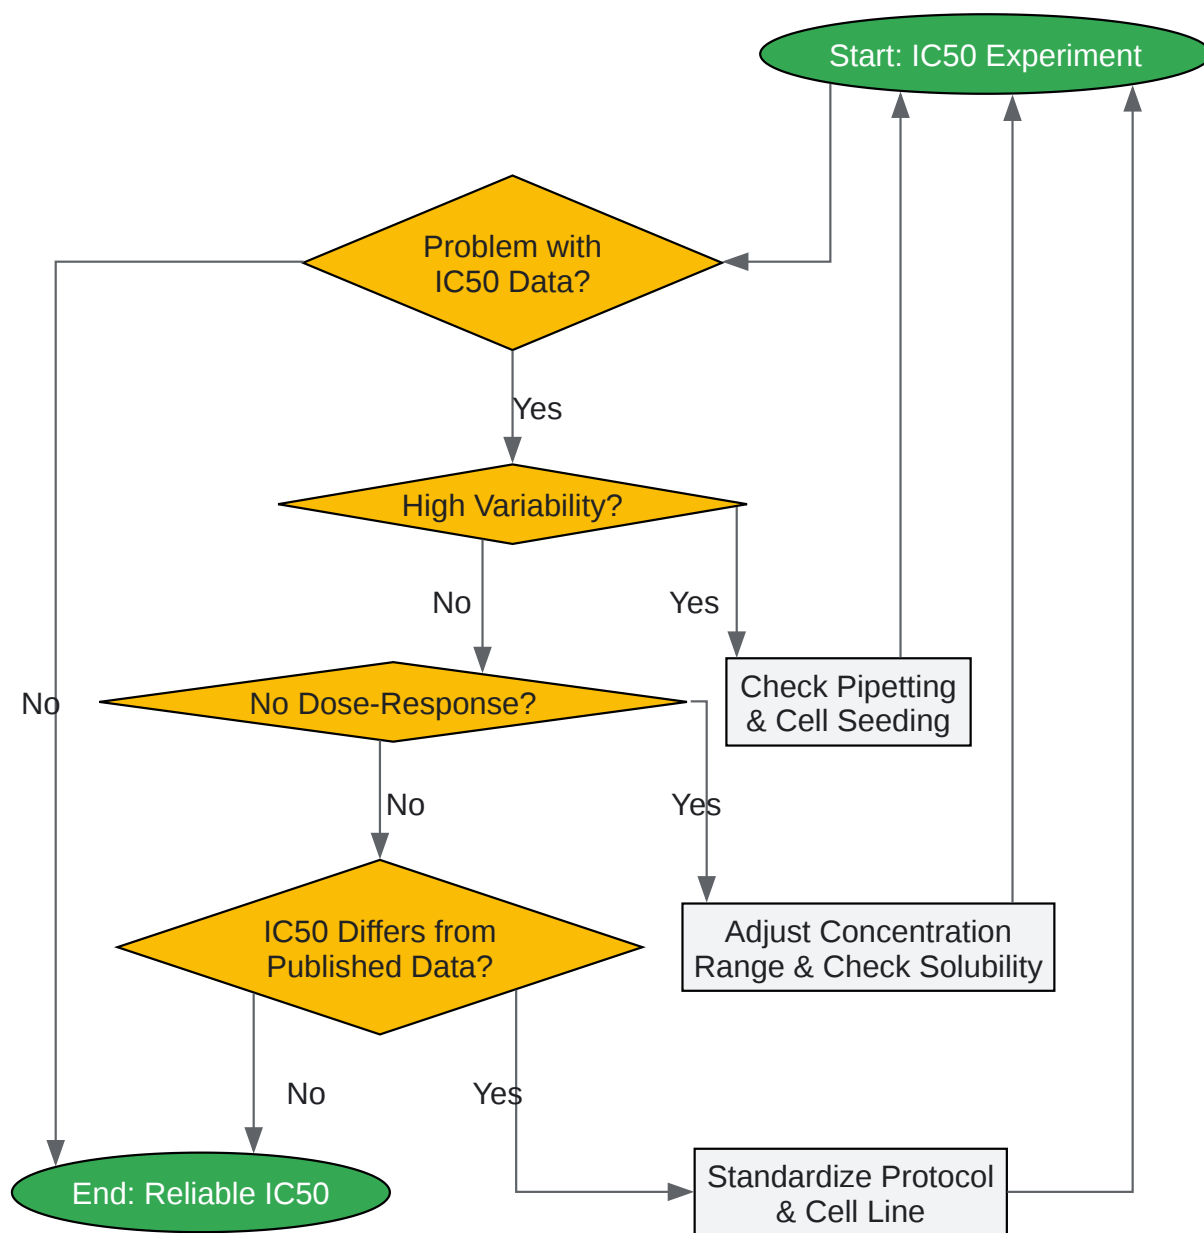 Start: IC50 Experiment
Problem with
IC50 Data?
Yes
High Variability?
No
Yes
Check Pipetting
& Cell Seeding
No
No Dose-Response?
No
Yes
IC50 Differs from
Published Data?
Adjust Concentration
Range & Check Solubility
No
Yes
End: Reliable IC50
Standardize Protocol
& Cell Line